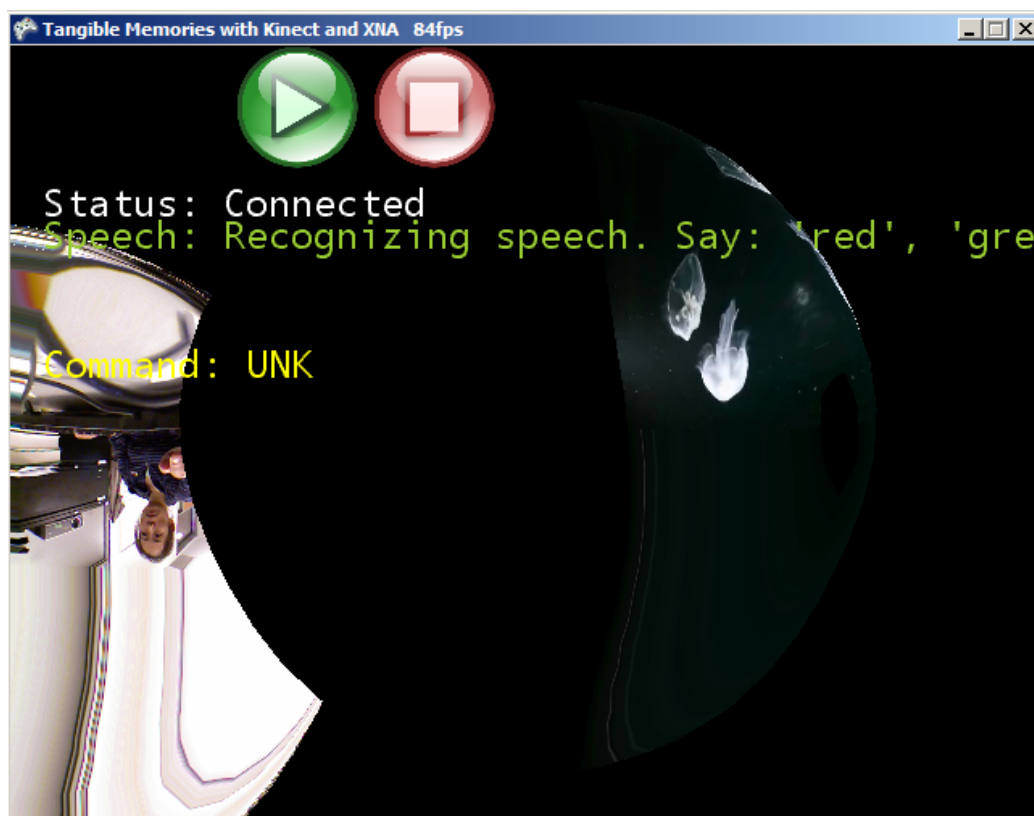 Tangible Memories with Kinect and XNA 84fps
Status: Connected
Speech: Recognizing speech. Say: 'red', 'gre
Command: UNK